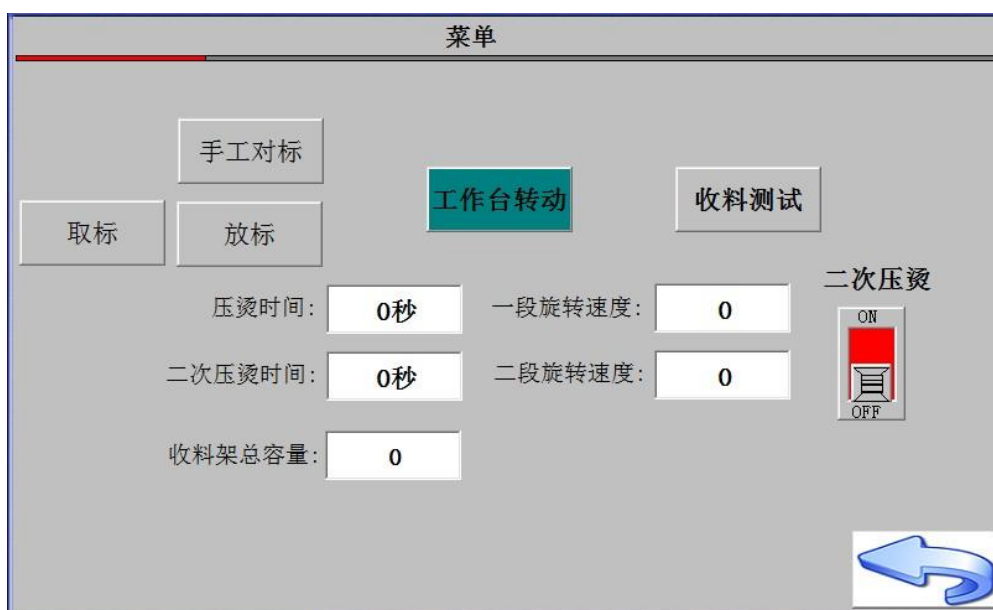 菜单
手工对标
工作台转动
收料测试
取标
放标
二次压烫
压烫时间:
0秒
一段旋转速度:
0
ON
二次压烫时间:
0秒
二段旋转速度:
0
OFF
收料架总容量:
0